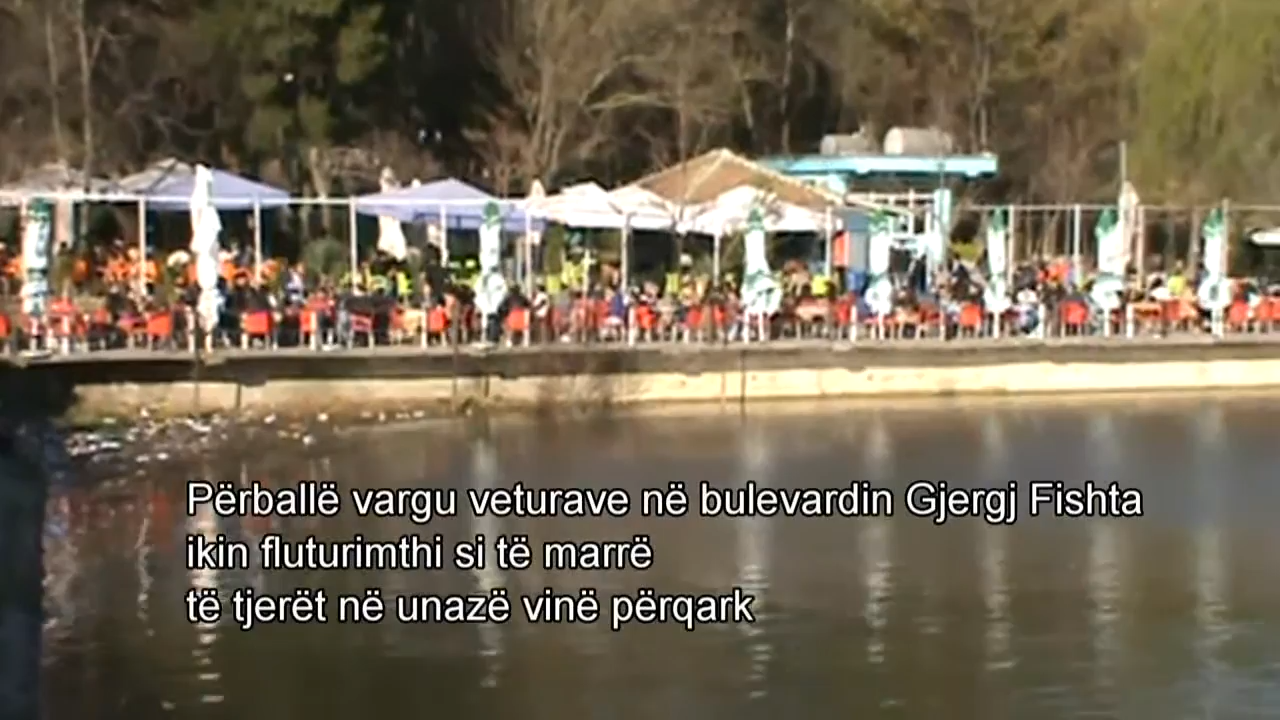 Përballë vargu veturave në bulevardin Gjergj Fishta
ikin fluturimthi si të marrë
të tjerët në unazë vinë përqark